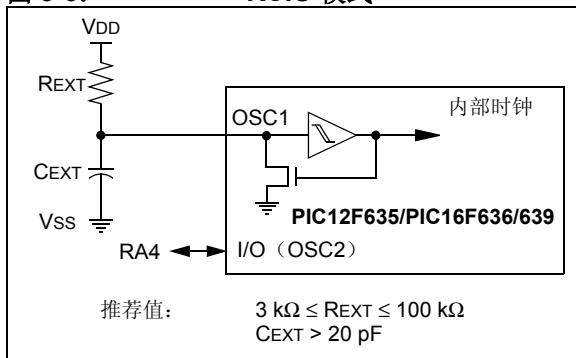 VDD
REXT
OSC1
内部时钟
CEXT
VSS
PIC12F635/PIC16F636/639
RA4
I/O（OSC2）
推荐值：
3 kΩ ≤ REXT ≤ 100 kΩ
CEXT > 20 pF